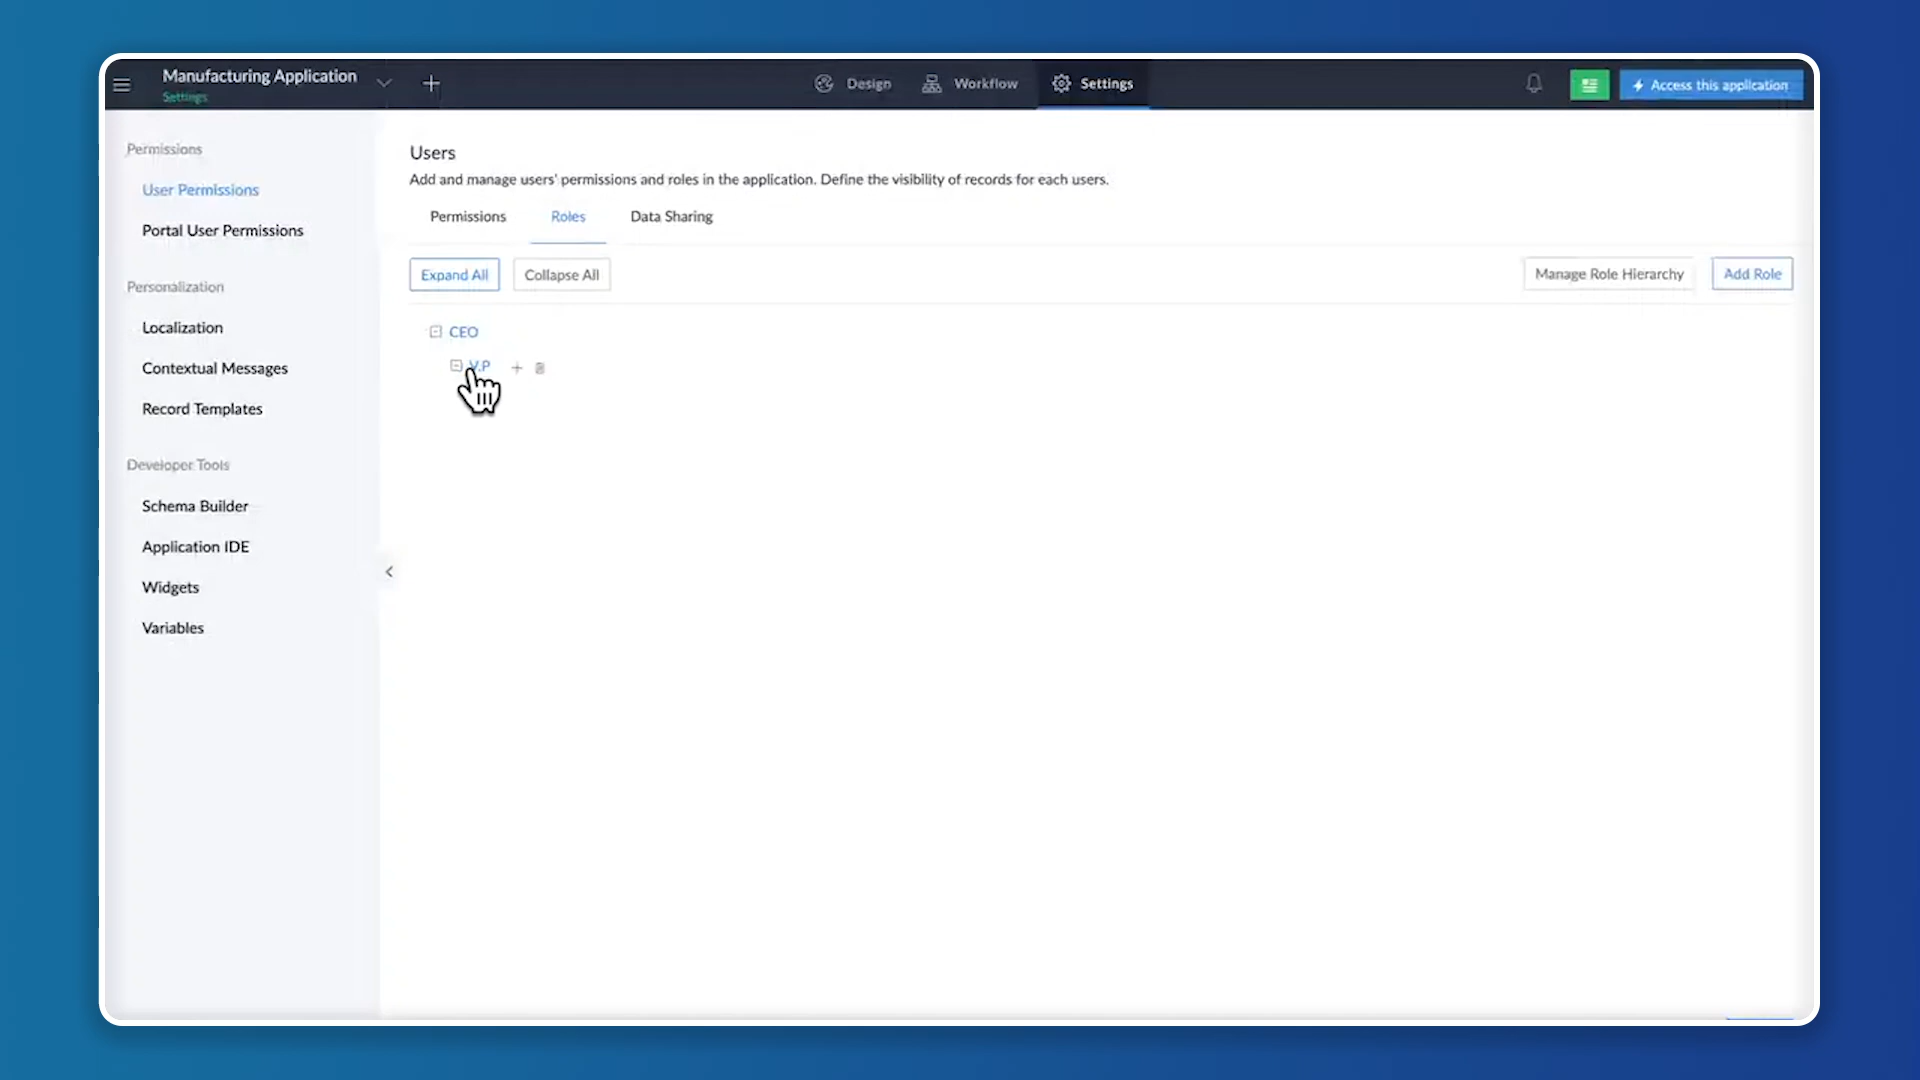 Manufacturing Application
Settings
Design
Workflow
Settings
Access this application
Permissions
User Permissions
Portal User Permissions
Personalization
Localization
Contextual Messages
Record Templates
Developer Tools
Schema Builder
Application IDE
Widgets
Variables
Users
Add and manage users' permissions and roles in the application. Define the visibility of records for each users.
Permissions
Roles
Data Sharing
Expand All
Collapse All
Manage Role Hierarchy
Add Role
CEO
V.P